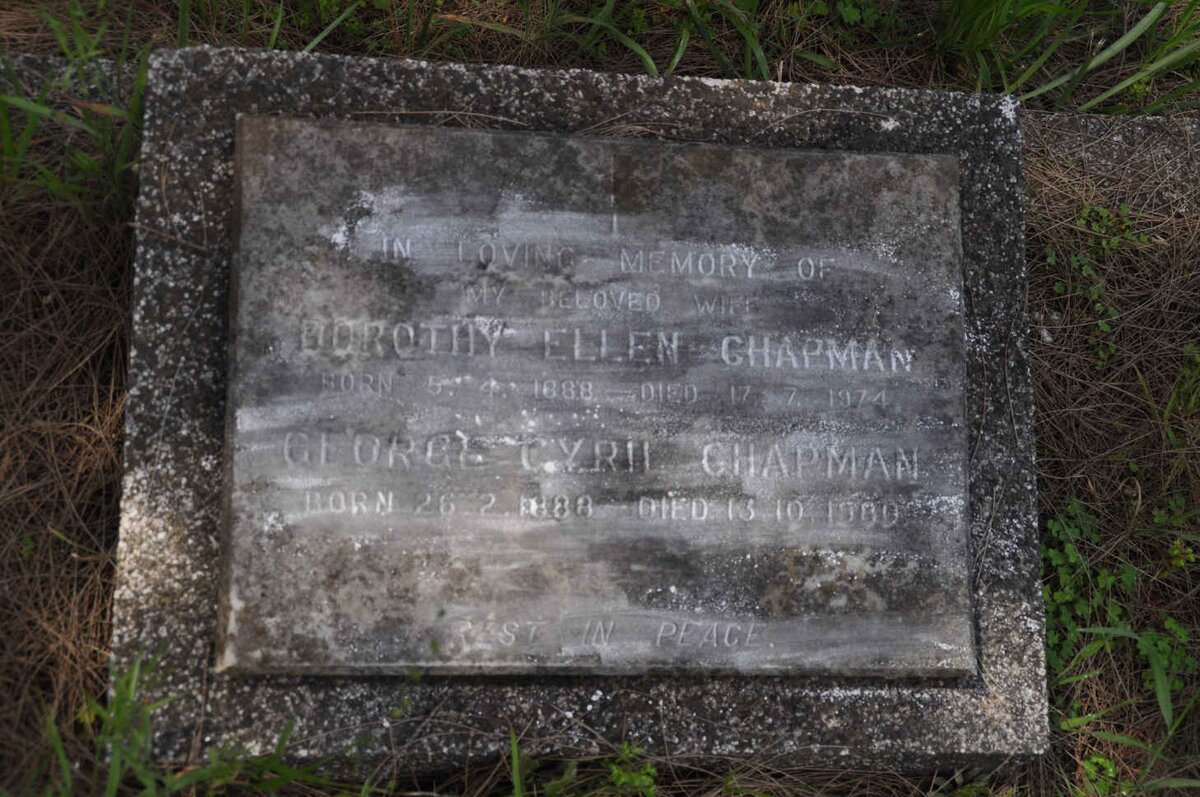 IN LOVING MEMORY OF
MY BELOVED WIFE
DOROTHY ELLEN CHAPMAN
BORN 5. 4. 1888 - DIED 17. 7. 1974
GEORGE CYRIL CHAPMAN
BORN 26. 2. 1888 DIED 13. 10.
REST IN PEACE